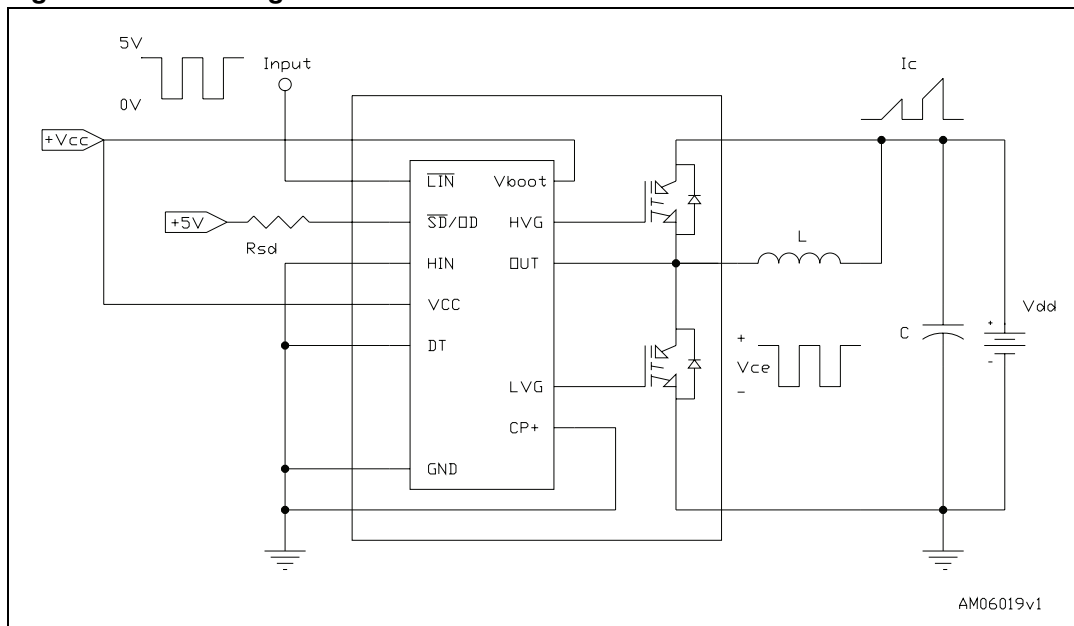 5V
0V
Input
Ic
+Vcc
LIN
Vboot
+5V
Rsd
SD/OD
HVG
HIN
OUT
L
VCC
DT
Vdd
+
-
C
+
Vce
-
LVG
CP+
GND
AM06019v1